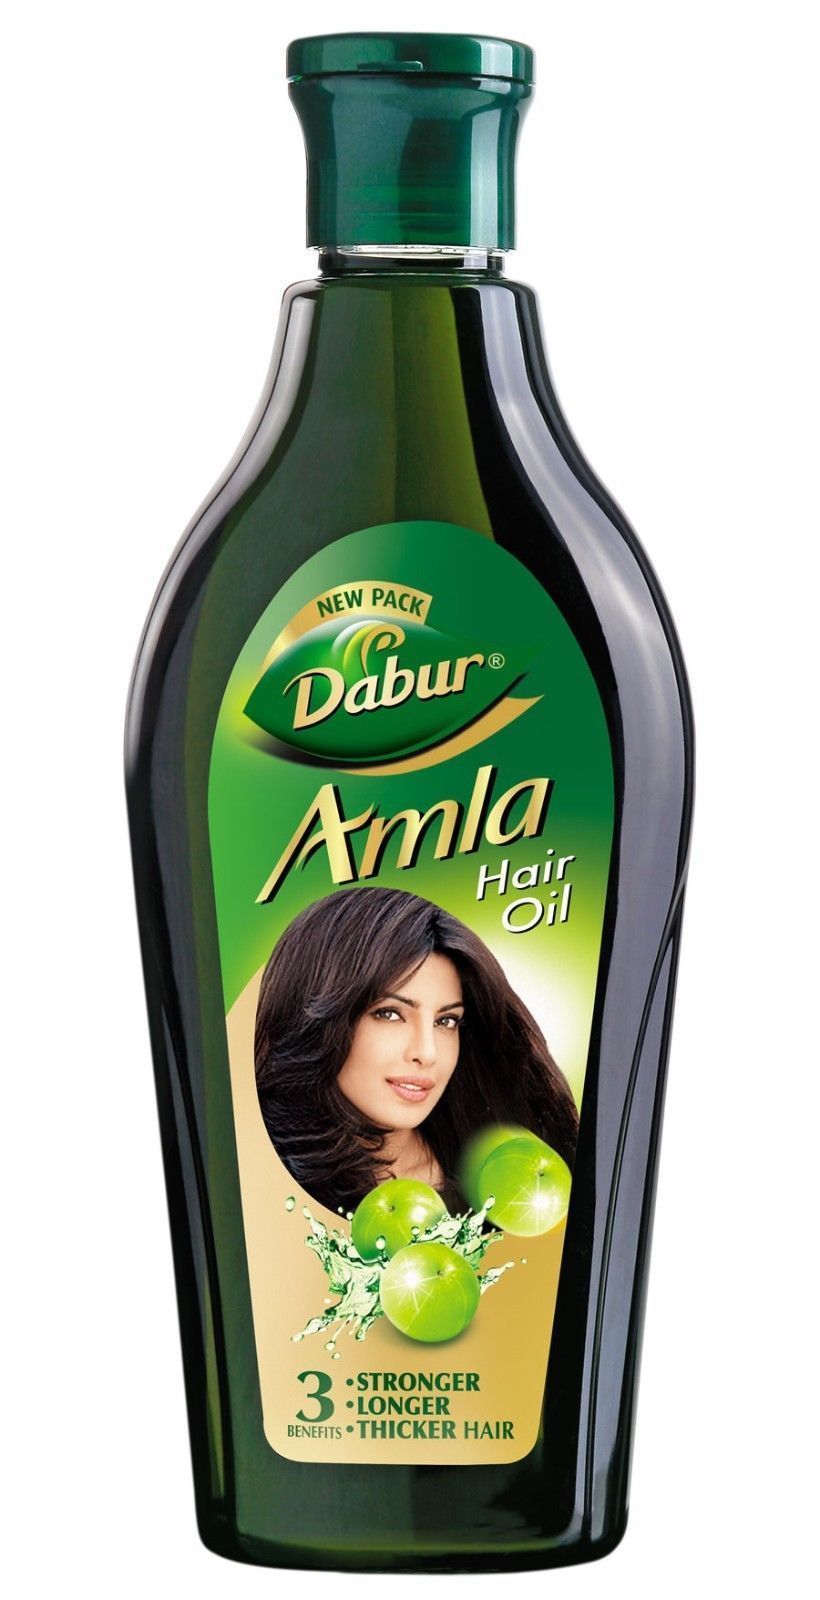 NEW PACK
Dabur®
Amla
Hair
Oil
3 BENEFITS
• STRONGER
• LONGER
• THICKER HAIR